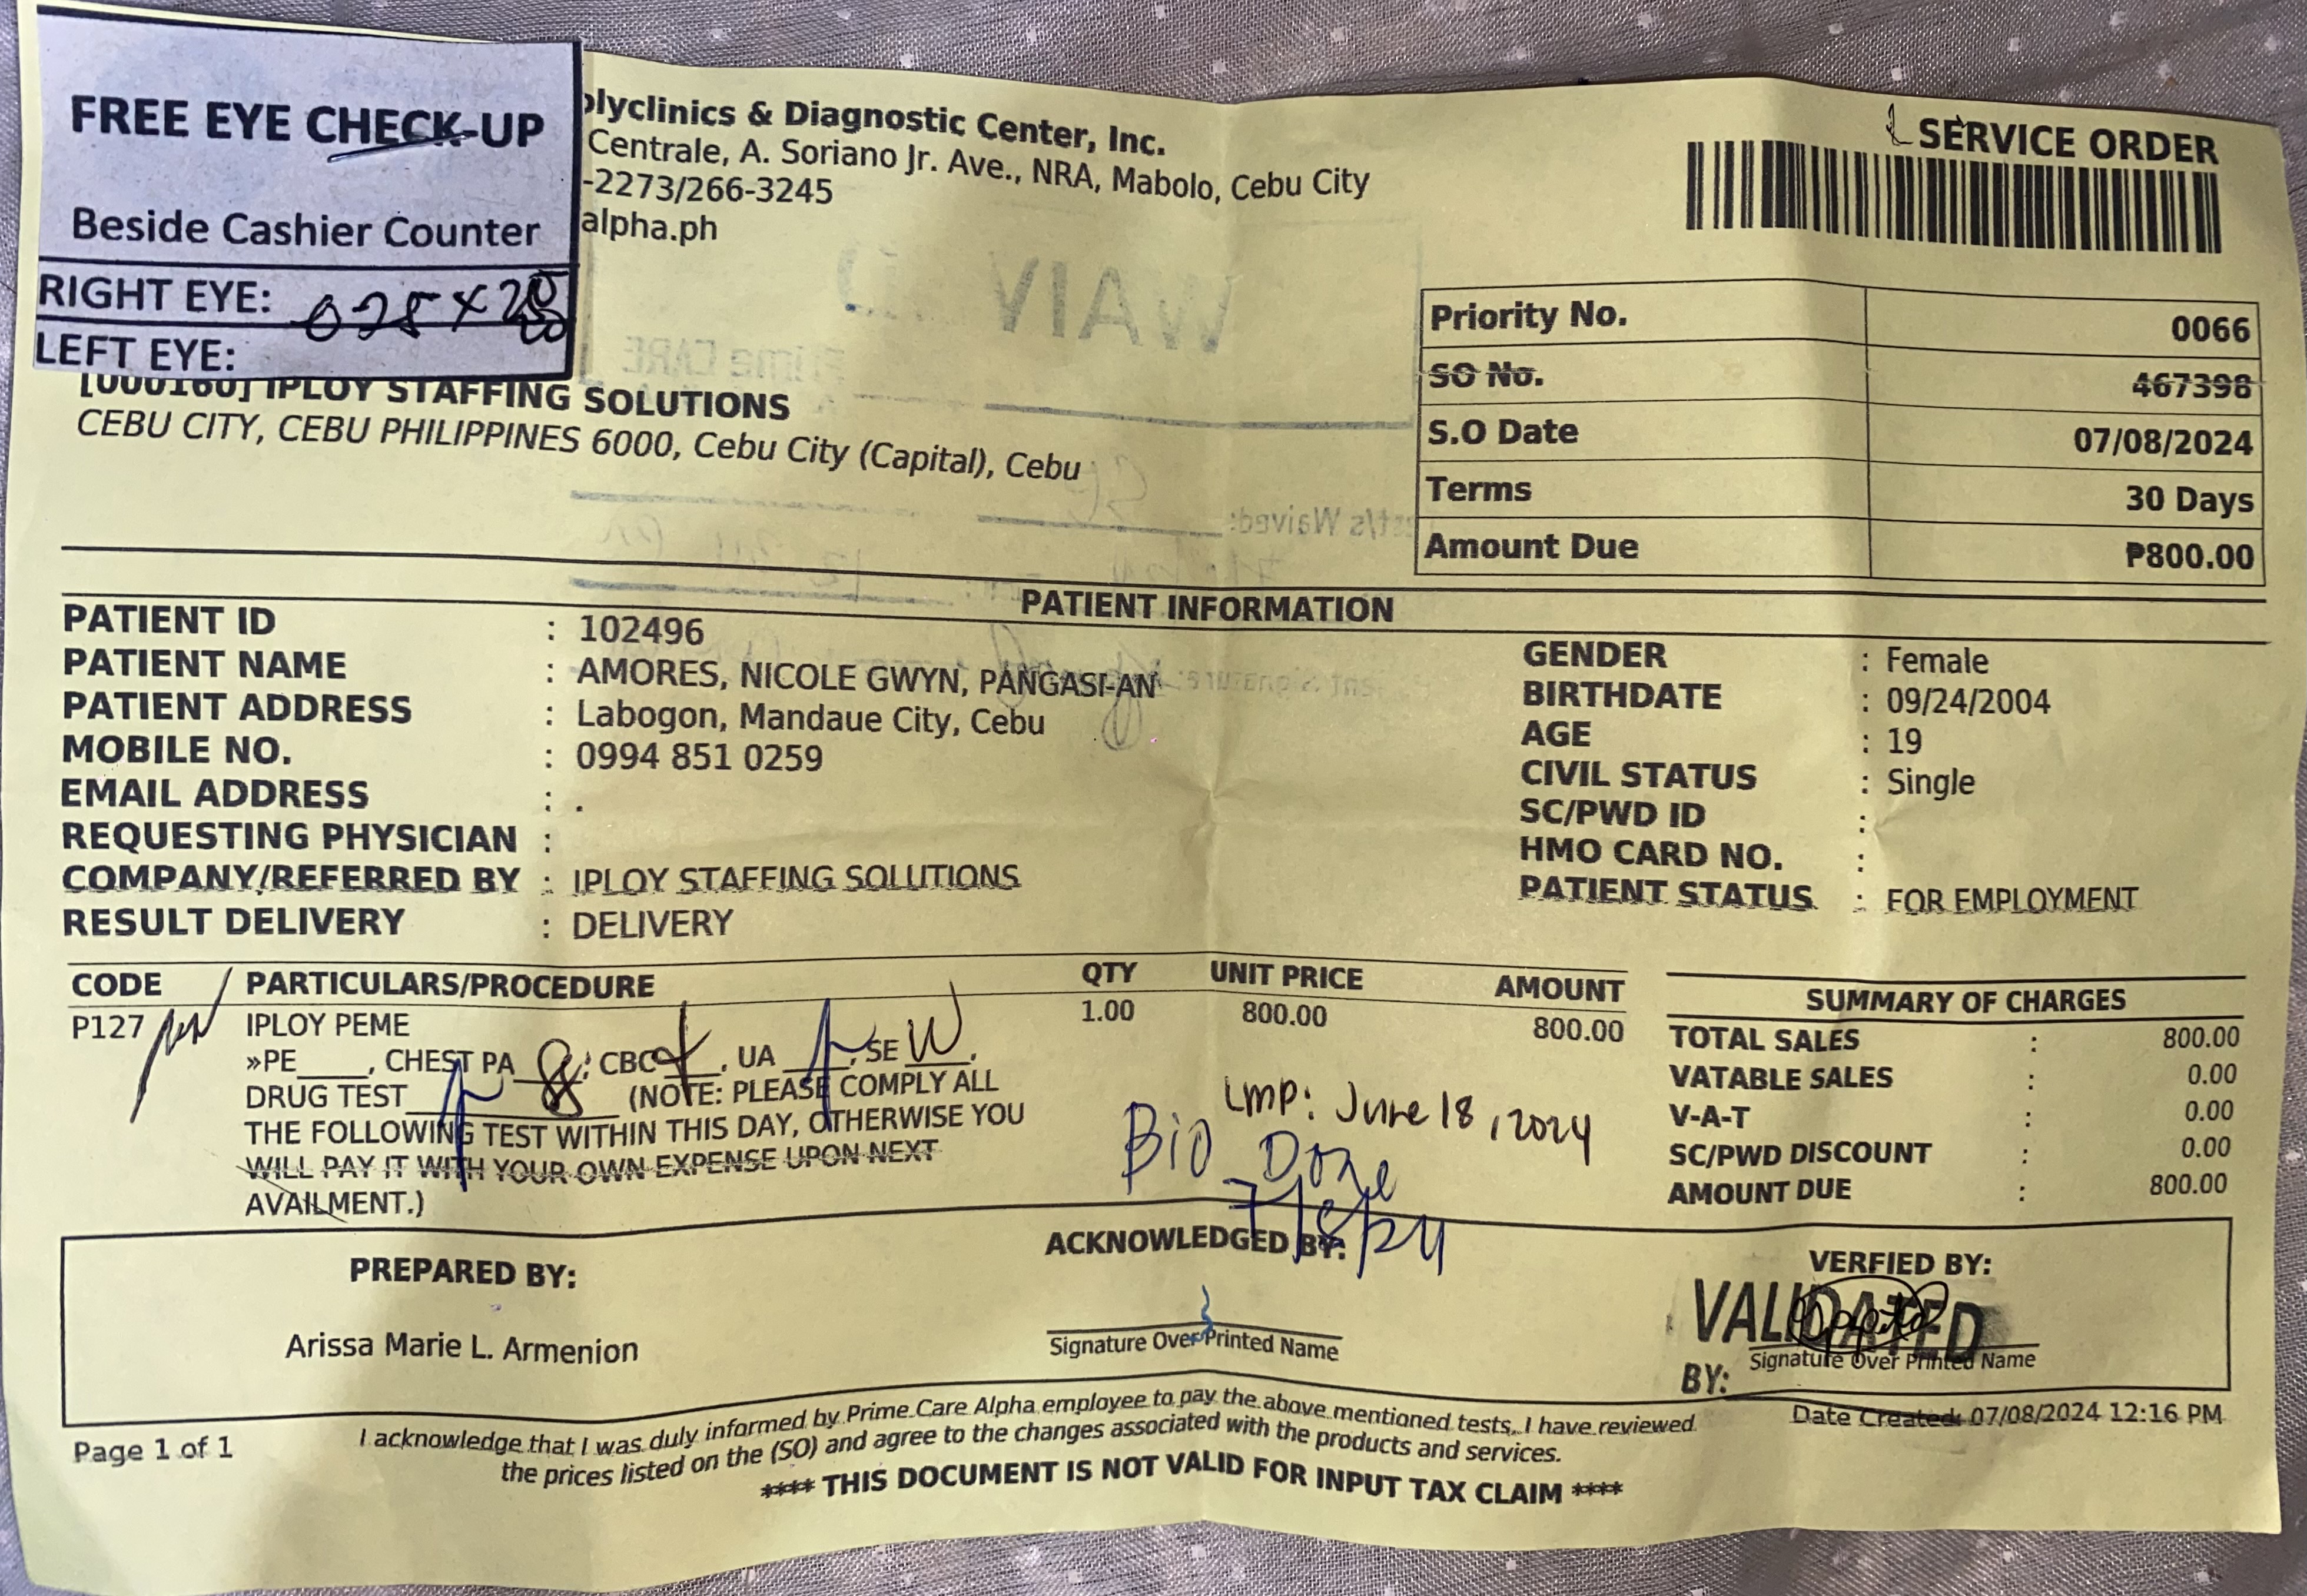 FREE EYE CHECK-UP
Beside Cashier Counter
RIGHT EYE:
LEFT EYE:
olyclinics & Diagnostic Center, Inc.
Centrale, A. Soriano Jr. Ave., NRA, Mabolo, Cebu City
-2273/266-3245
alpha.ph
SERVICE ORDER
Priority No. 0066
SO No. 467398
S.O Date 07/08/2024
Terms 30 Days
Amount Due ₱800.00
[000160] IPLOY STAFFING SOLUTIONS
CEBU CITY, CEBU PHILIPPINES 6000, Cebu City (Capital), Cebu
PATIENT INFORMATION
PATIENT ID : 102496
PATIENT NAME : AMORES, NICOLE GWYN, PANGASI-AN
PATIENT ADDRESS : Labogon, Mandaue City, Cebu
MOBILE NO. : 0994 851 0259
EMAIL ADDRESS : .
REQUESTING PHYSICIAN :
COMPANY/REFERRED BY : IPLOY STAFFING SOLUTIONS
RESULT DELIVERY : DELIVERY
GENDER : Female
BIRTHDATE : 09/24/2004
AGE : 19
CIVIL STATUS : Single
SC/PWD ID :
HMO CARD NO. :
PATIENT STATUS : FOR EMPLOYMENT
CODE PARTICULARS/PROCEDURE QTY UNIT PRICE AMOUNT
P127 IPLOY PEME 1.00 800.00 800.00
»PE____, CHEST PA____, CBC____, UA____, SE____,
DRUG TEST____ (NOTE: PLEASE COMPLY ALL
THE FOLLOWING TEST WITHIN THIS DAY, OTHERWISE YOU
WILL PAY IT WITH YOUR OWN EXPENSE UPON NEXT
AVAILMENT.)
LMP: June 18, 2024
Bio Done
7/8/24
SUMMARY OF CHARGES
TOTAL SALES : 800.00
VATABLE SALES : 0.00
V-A-T : 0.00
SC/PWD DISCOUNT : 0.00
AMOUNT DUE : 800.00
PREPARED BY:
Arissa Marie L. Armenion
ACKNOWLEDGED BY:
Signature Over Printed Name
VERFIED BY:
VALIDATED
Signature Over Printed Name
BY:
Date Created: 07/08/2024 12:16 PM
Page 1 of 1
I acknowledge that I was duly informed by Prime Care Alpha employee to pay the above mentioned tests, I have reviewed
the prices listed on the (SO) and agree to the changes associated with the products and services.
**** THIS DOCUMENT IS NOT VALID FOR INPUT TAX CLAIM ****